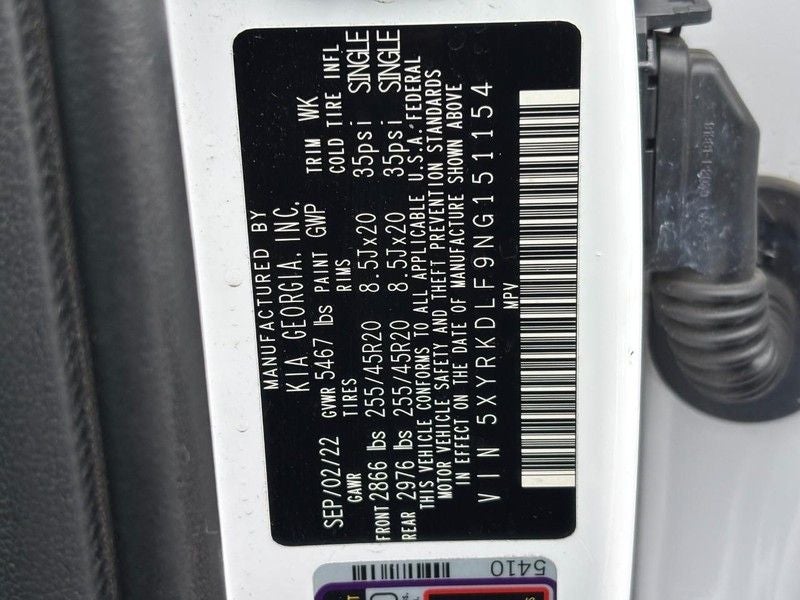 MANUFACTURED BY
KIA GEORGIA, INC.
SEP/02/22 GVWR 5467 lbs PAINT GWP TRIM WK
GAWR TIRES RIMS COLD TIRE INFL
FRONT 2866 lbs 255/45R20 8.5Jx20 35psi SINGLE
REAR 2976 lbs 255/45R20 8.5Jx20 35psi SINGLE
THIS VEHICLE CONFORMS TO ALL APPLICABLE U.S.A. FEDERAL
MOTOR VEHICLE SAFETY AND THEFT PREVENTION STANDARDS
IN EFFECT ON THE DATE OF MANUFACTURE SHOWN ABOVE
VIN 5XYRKDLF9NG151154
MPV
5410